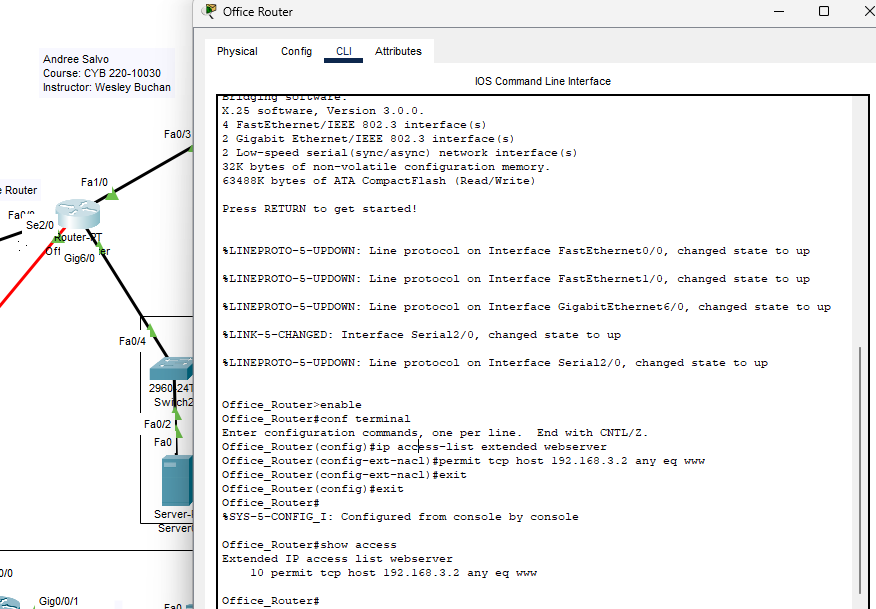 Office Router
Physical Config CLI Attributes
IOS Command Line Interface
Andree Salvo
Course: CYB 220-10030
Instructor: Wesley Buchan
Fa0/3
Fa1/0
e Router
Se2/0
Router-PT
Gig6/0
Fa0/4
2960-24T
Switch2
Fa0/2
Fa0
Server-
Server
0/0
Gig0/0/1
Fa0
Bridging software.
X.25 software, Version 3.0.0.
4 FastEthernet/IEEE 802.3 interface(s)
2 Gigabit Ethernet/IEEE 802.3 interface(s)
2 Low-speed serial(sync/async) network interface(s)
32K bytes of non-volatile configuration memory.
63488K bytes of ATA CompactFlash (Read/Write)
Press RETURN to get started!
%LINEPROTO-5-UPDOWN: Line protocol on Interface FastEthernet0/0, changed state to up
%LINEPROTO-5-UPDOWN: Line protocol on Interface FastEthernet1/0, changed state to up
%LINEPROTO-5-UPDOWN: Line protocol on Interface GigabitEthernet6/0, changed state to up
%LINK-5-CHANGED: Interface Serial2/0, changed state to up
%LINEPROTO-5-UPDOWN: Line protocol on Interface Serial2/0, changed state to up
Office_Router>enable
Office_Router#conf terminal
Enter configuration commands, one per line.  End with CNTL/Z.
Office_Router(config)#ip access-list extended webserver
Office_Router(config-ext-nacl)#permit tcp host 192.168.3.2 any eq www
Office_Router(config-ext-nacl)#exit
Office_Router(config)#exit
Office_Router#
%SYS-5-CONFIG_I: Configured from console by console
Office_Router#show access
Extended IP access list webserver
    10 permit tcp host 192.168.3.2 any eq www
Office_Router#